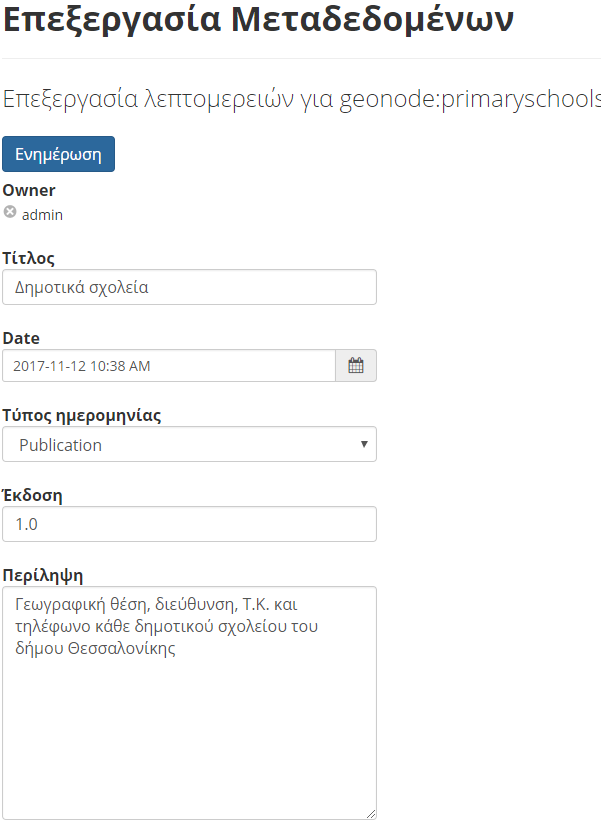 Επεξεργασία Μεταδεδομένων
Επεξεργασία λεπτομερειών για geonode:primaryschools
Ενημέρωση
Owner
admin
Τίτλος
Δημοτικά σχολεία
Date
2017-11-12 10:38 AM
Τύπος ημερομηνίας
Publication
Έκδοση
1.0
Περίληψη
Γεωγραφική θέση, διεύθυνση, Τ.Κ. και
τηλέφωνο κάθε δημοτικού σχολείου του
δήμου Θεσσαλονίκης